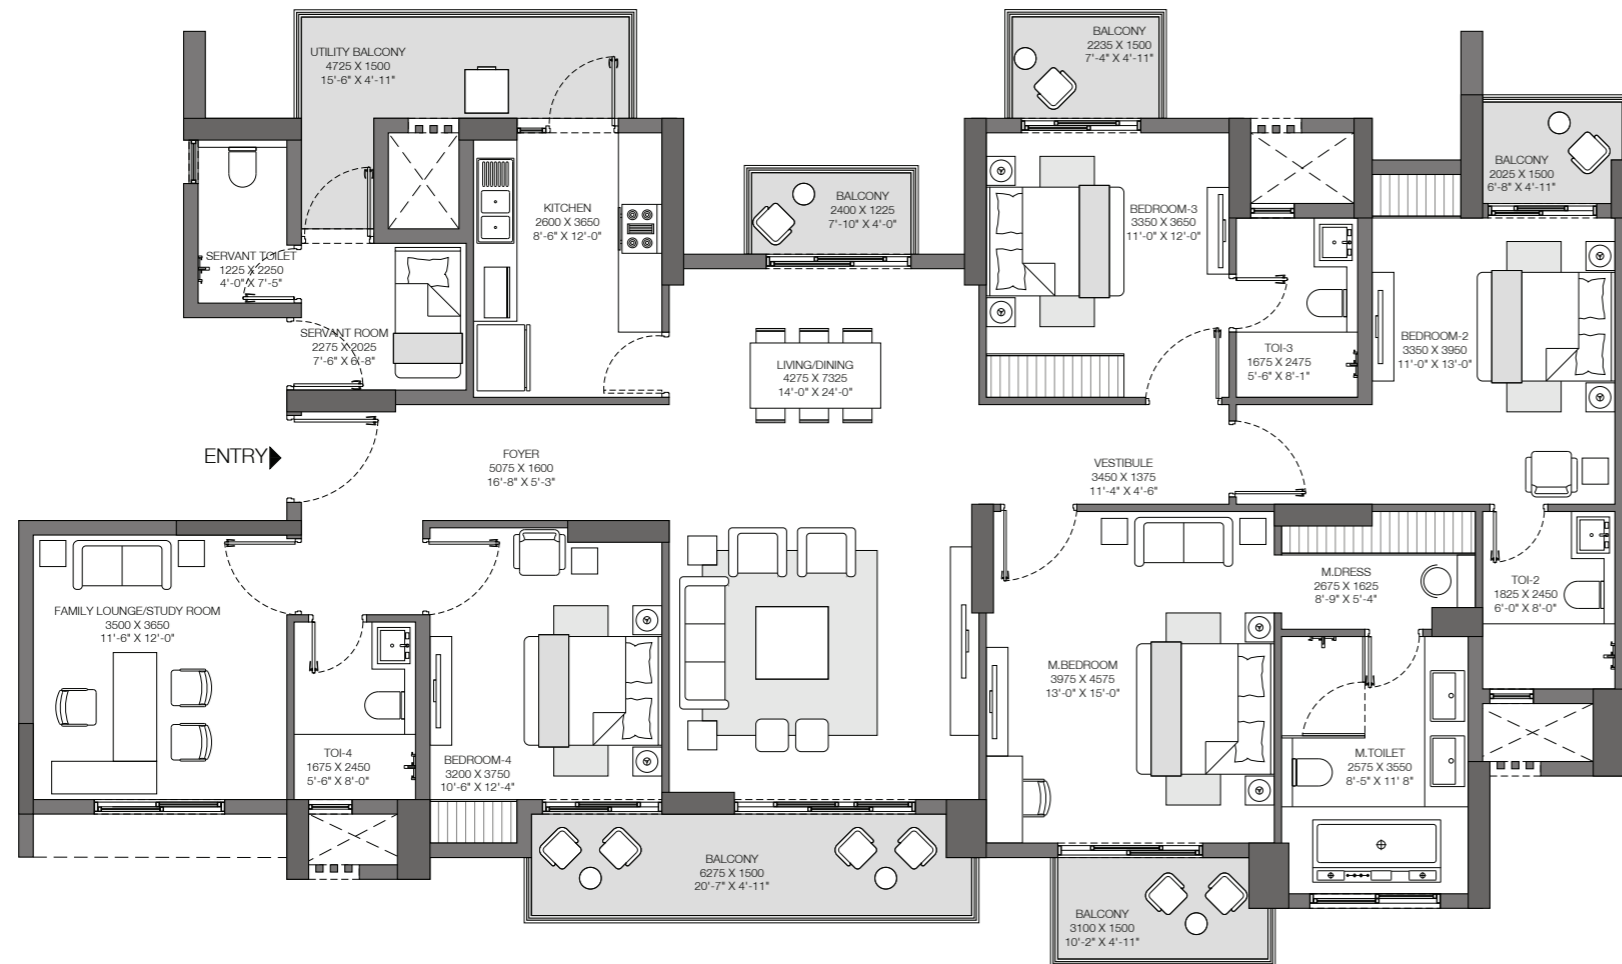 UTILITY BALCONY
4725 X 1500
15'-6" X 4'-11"
BALCONY
2235 X 1500
7'-4" X 4'-11"
BALCONY
2025 X 1500
6'-8" X 4'-11"
BALCONY
2400 X 1225
7'-10" X 4'-0"
KITCHEN
2600 X 3650
8'-6" X 12'-0"
BEDROOM-3
3350 X 3650
11'-0" X 12'-0"
SERVANT TOILET
1225 X 2250
4'-0" X 7'-5"
SERVANT ROOM
2275 X 2025
7'-6" X 6'-8"
LIVING/DINING
4275 X 7325
14'-0" X 24'-0"
TOI-3
1675 X 2475
5'-6" X 8'-1"
BEDROOM-2
3350 X 3950
11'-0" X 13'-0"
ENTRY
FOYER
5075 X 1600
16'-8" X 5'-3"
VESTIBULE
3450 X 1375
11'-4" X 4'-6"
FAMILY LOUNGE/STUDY ROOM
3500 X 3650
11'-6" X 12'-0"
M.DRESS
2675 X 1625
8'-9" X 5'-4"
TOI-2
1825 X 2450
6'-0" X 8'-0"
M.BEDROOM
3975 X 4575
13'-0" X 15'-0"
TOI-4
1675 X 2450
5'-6" X 8'-0"
BEDROOM-4
3200 X 3750
10'-6" X 12'-4"
M.TOILET
2575 X 3550
8'-5" X 11' 8"
BALCONY
6275 X 1500
20'-7" X 4'-11"
BALCONY
3100 X 1500
10'-2" X 4'-11"